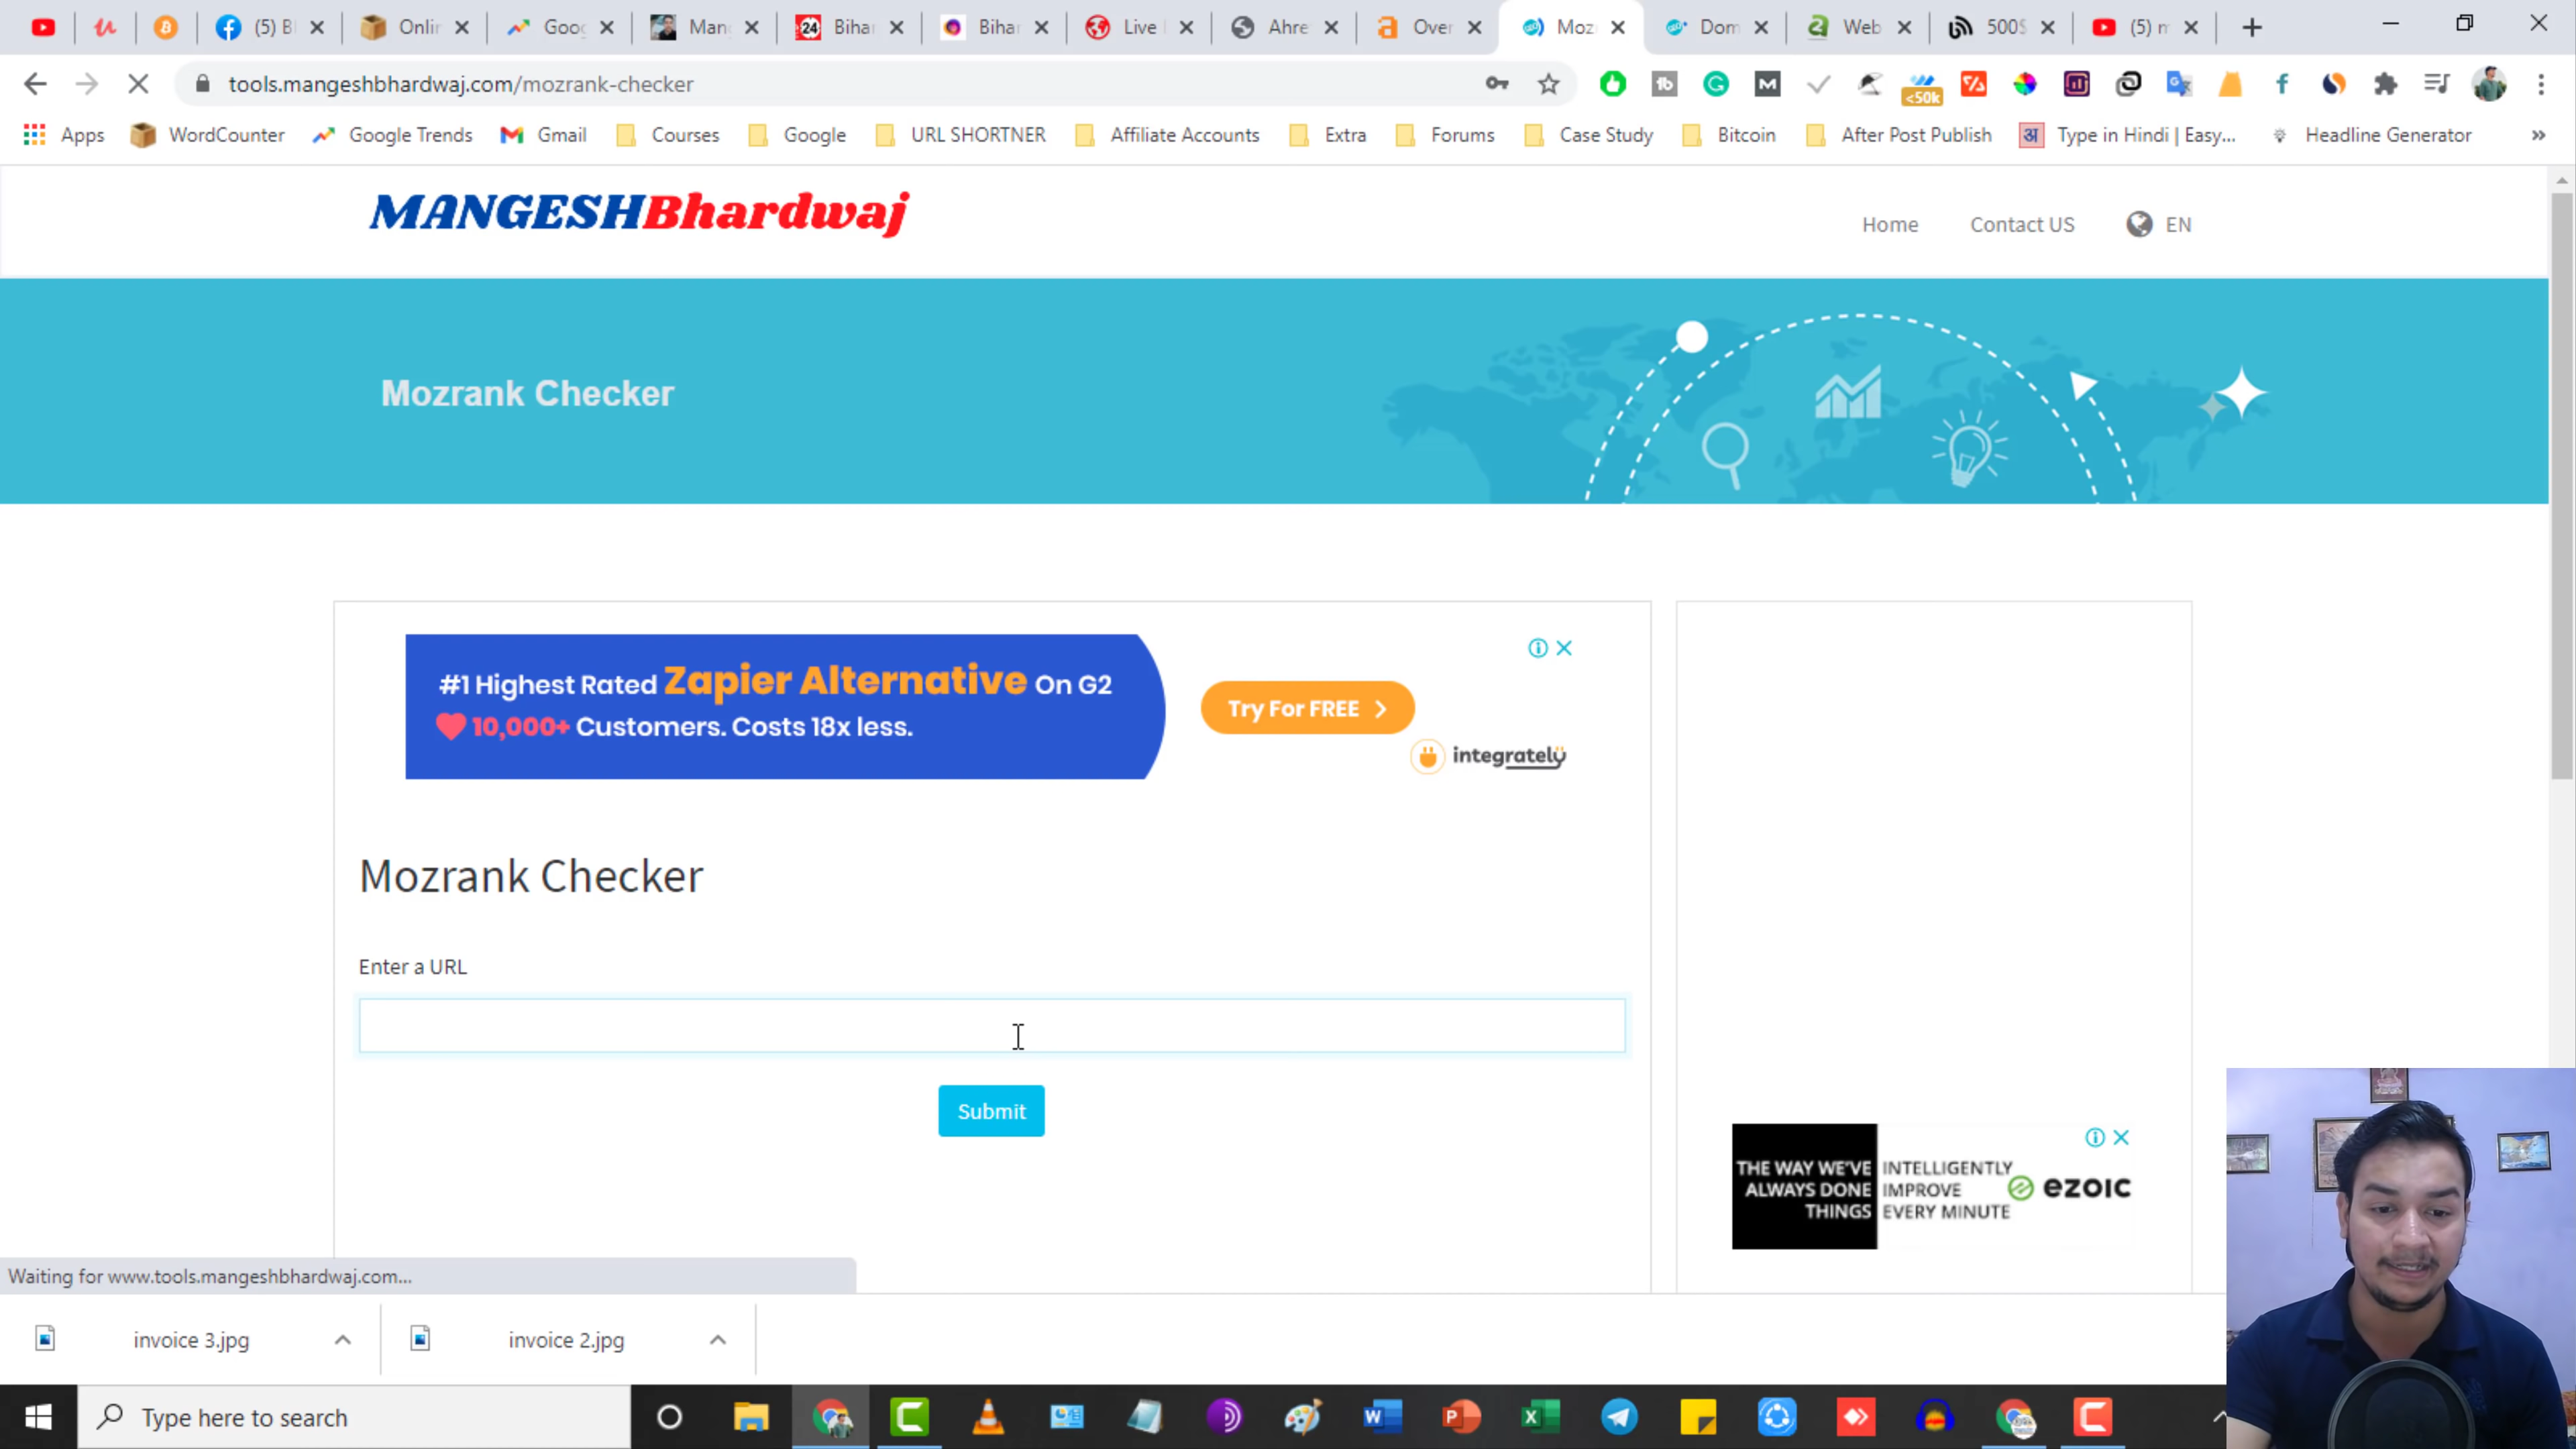 (5) B
Onlin
Goog
Mang
Bihar
Bihar
Live
Ahre
Over
Moz
Dom
Web
500$
(5) m
tools.mangeshbhardwaj.com/mozrank-checker
<50k
Apps
WordCounter
Google Trends
Gmail
Courses
Google
URL SHORTNER
Affiliate Accounts
Extra
Forums
Case Study
Bitcoin
After Post Publish
अ
Type in Hindi | Easy...
Headline Generator
»
MANGESHBhardwaj
Home
Contact US
EN
Mozrank Checker
#1 Highest Rated Zapier Alternative On G2
10,000+ Customers. Costs 18x less.
Try For FREE
integrately
Mozrank Checker
Enter a URL
Submit
THE WAY WE'VE
ALWAYS DONE
THINGS
INTELLIGENTLY
IMPROVE
EVERY MINUTE
ezoic
Waiting for www.tools.mangeshbhardwaj.com...
invoice 3.jpg
invoice 2.jpg
Type here to search